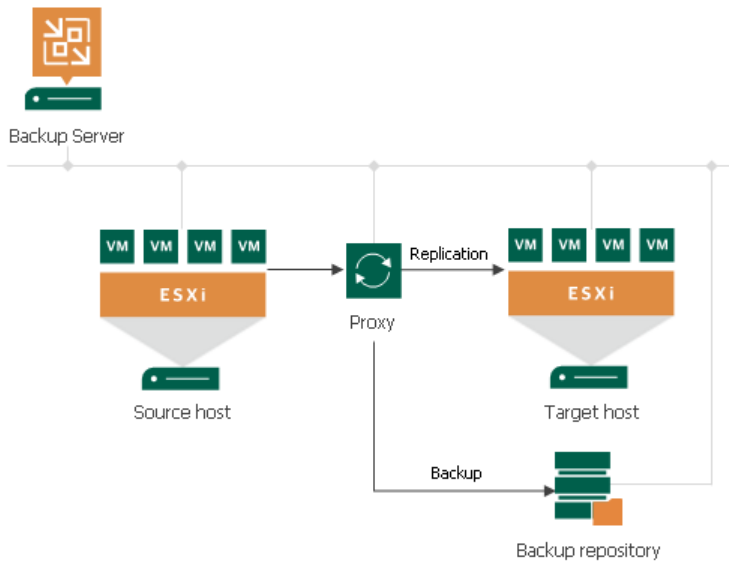 Backup Server
VM VM VM VM
ESXi
Source host
Proxy
Replication
VM VM VM VM
ESXi
Target host
Backup
Backup repository